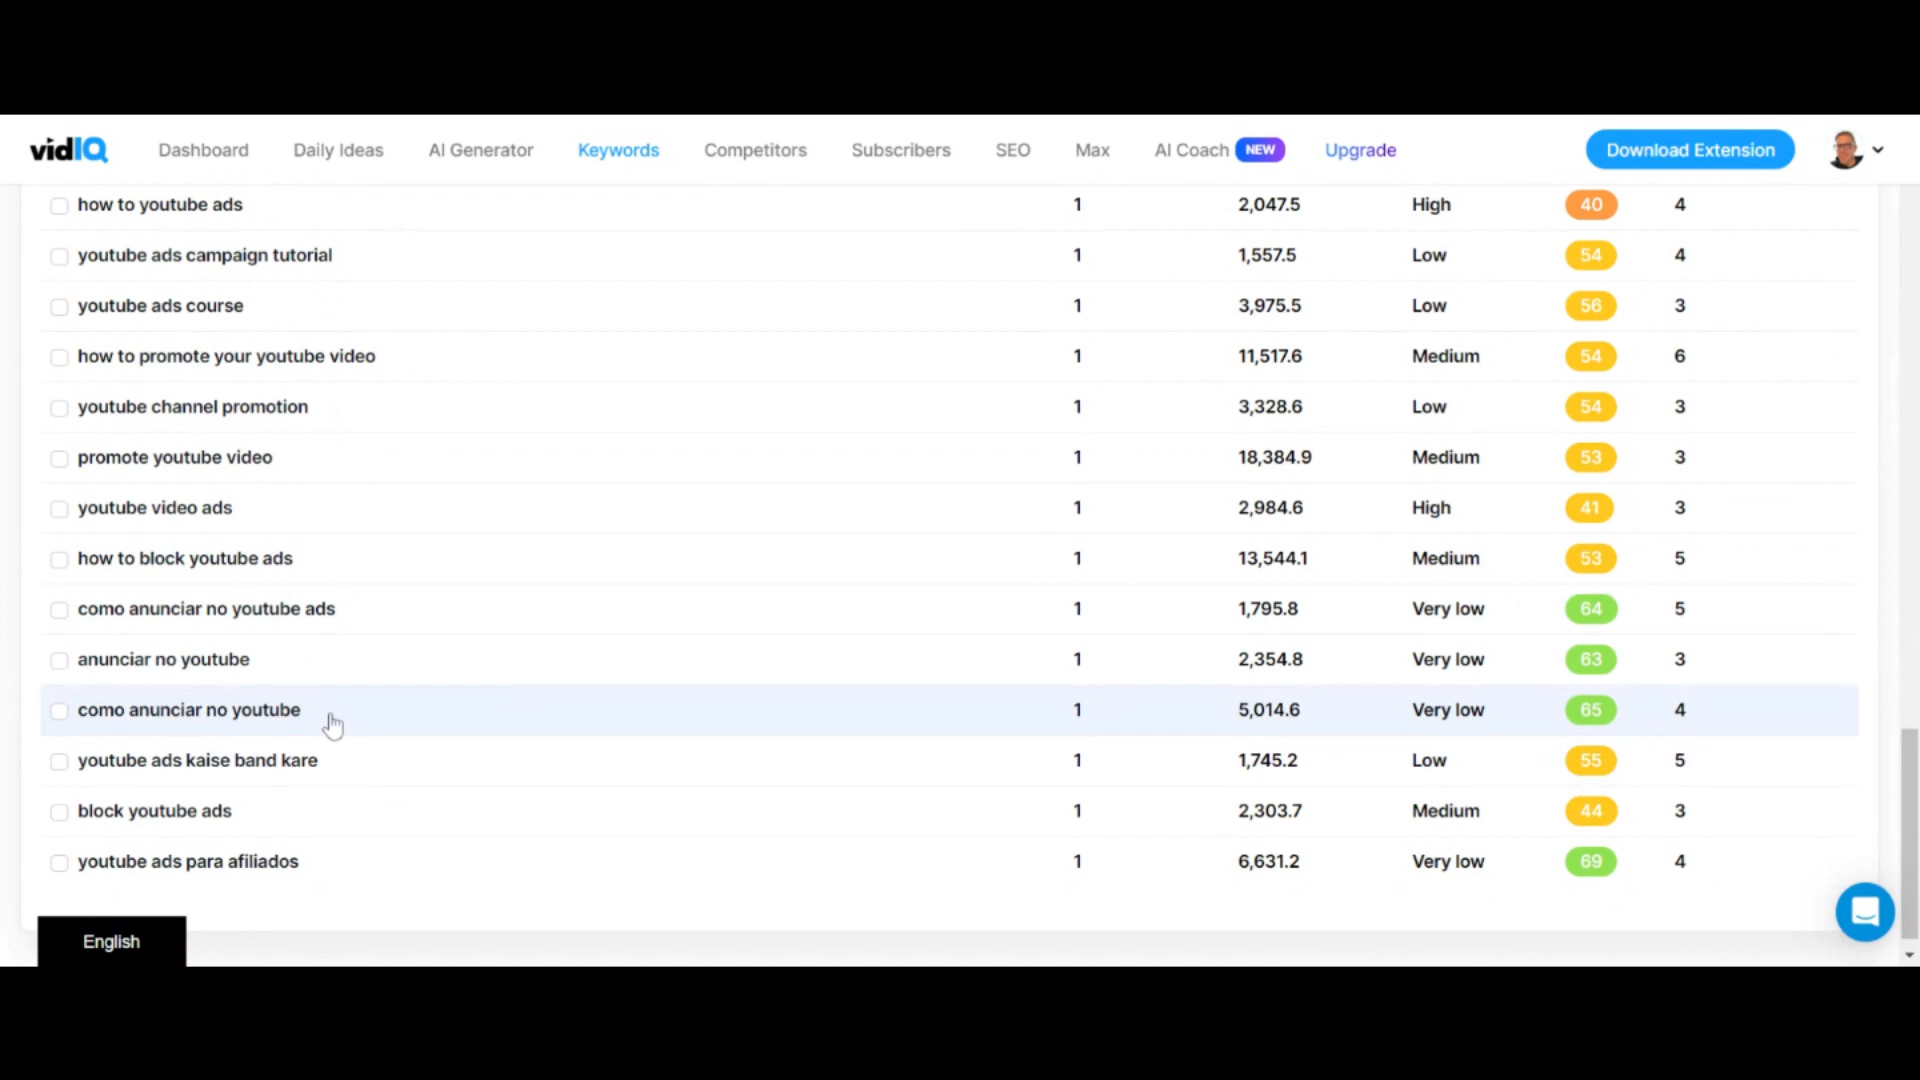 vidIQ Dashboard Daily Ideas AI Generator Keywords Competitors Subscribers SEO Max AI Coach NEW Upgrade Download Extension
how to youtube ads 1 2,047.5 High 40 4
youtube ads campaign tutorial 1 1,557.5 Low 54 4
youtube ads course 1 3,975.5 Low 56 3
how to promote your youtube video 1 11,517.6 Medium 54 6
youtube channel promotion 1 3,328.6 Low 54 3
promote youtube video 1 18,384.9 Medium 53 3
youtube video ads 1 2,984.6 High 41 3
how to block youtube ads 1 13,544.1 Medium 53 5
como anunciar no youtube ads 1 1,795.8 Very low 64 5
anunciar no youtube 1 2,354.8 Very low 63 3
como anunciar no youtube 1 5,014.6 Very low 65 4
youtube ads kaise band kare 1 1,745.2 Low 55 5
block youtube ads 1 2,303.7 Medium 44 3
youtube ads para afiliados 1 6,631.2 Very low 69 4
English